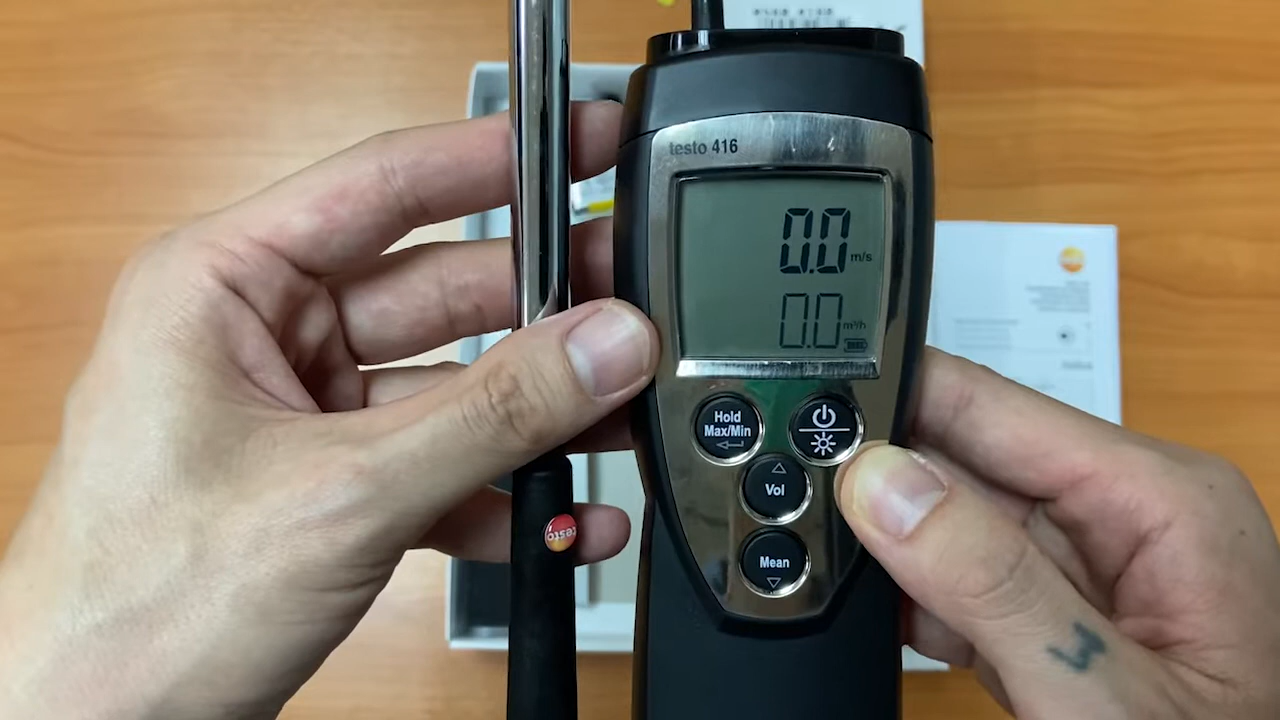 testo 416
0.0 m/s
0.0 m³/h
Hold
Max/Min
Vol
Mean
testo